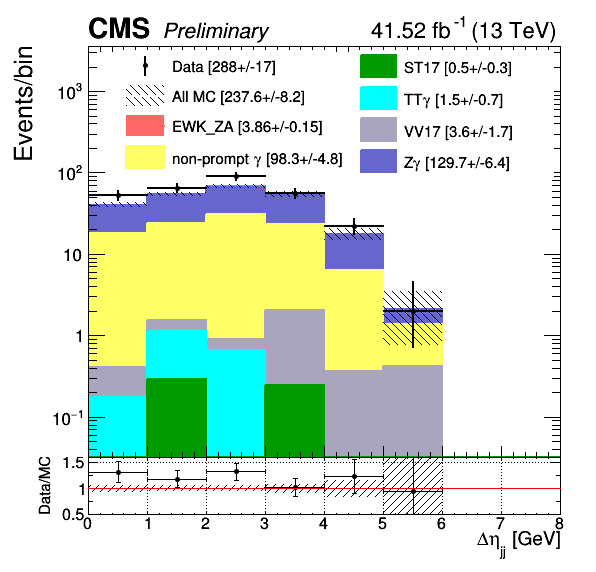 CMS Preliminary 41.52 fb⁻¹ (13 TeV)
Events/bin
Data [288+/-17]
All MC [237.6+/-8.2]
EWK_ZA [3.86+/-0.15]
non-prompt γ [98.3+/-4.8]
ST17 [0.5+/-0.3]
TTγ [1.5+/-0.7]
VV17 [3.6+/-1.7]
Zγ [129.7+/-6.4]
10³
10²
10
1
10⁻¹
Data/MC
1.5
1
0.5
0 1 2 3 4 5 6 7 8
Δηjj [GeV]